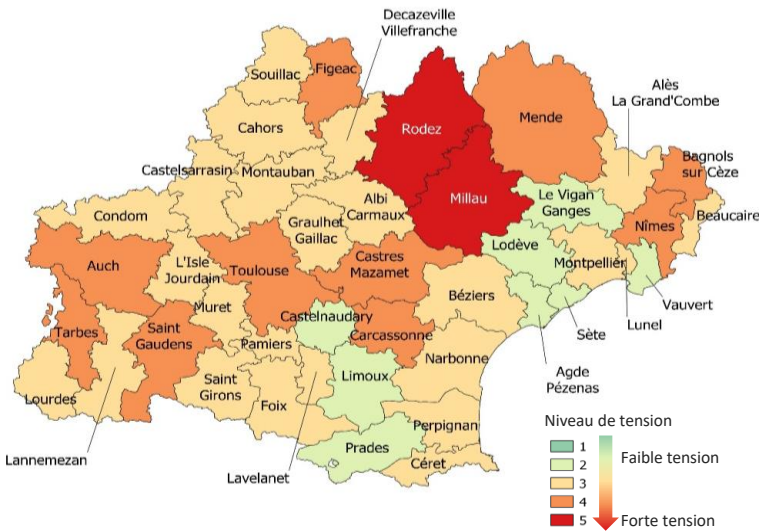 Decazeville
Villefranche
Souillac
Figeac
Alès
La Grand'Combe
Cahors
Rodez
Mende
Bagnols
sur Cèze
Castelsarrasin
Montauban
Millau
Albi
Carmaux
Le Vigan
Ganges
Beaucaire
Condom
Graulhet
Gaillac
Nîmes
Auch
L'Isle
Jourdain
Toulouse
Castres
Mazamet
Lodève
Montpellier
Muret
Béziers
Vauvert
Tarbes
Saint
Gaudens
Castelnaudary
Carcassonne
Sète
Lunel
Pamiers
Narbonne
Agde
Pézenas
Lourdes
Saint
Girons
Foix
Limoux
Lannemezan
Lavelanet
Prades
Perpignan
Céret
Niveau de tension
1
2
3
4
5
Faible tension
Forte tension